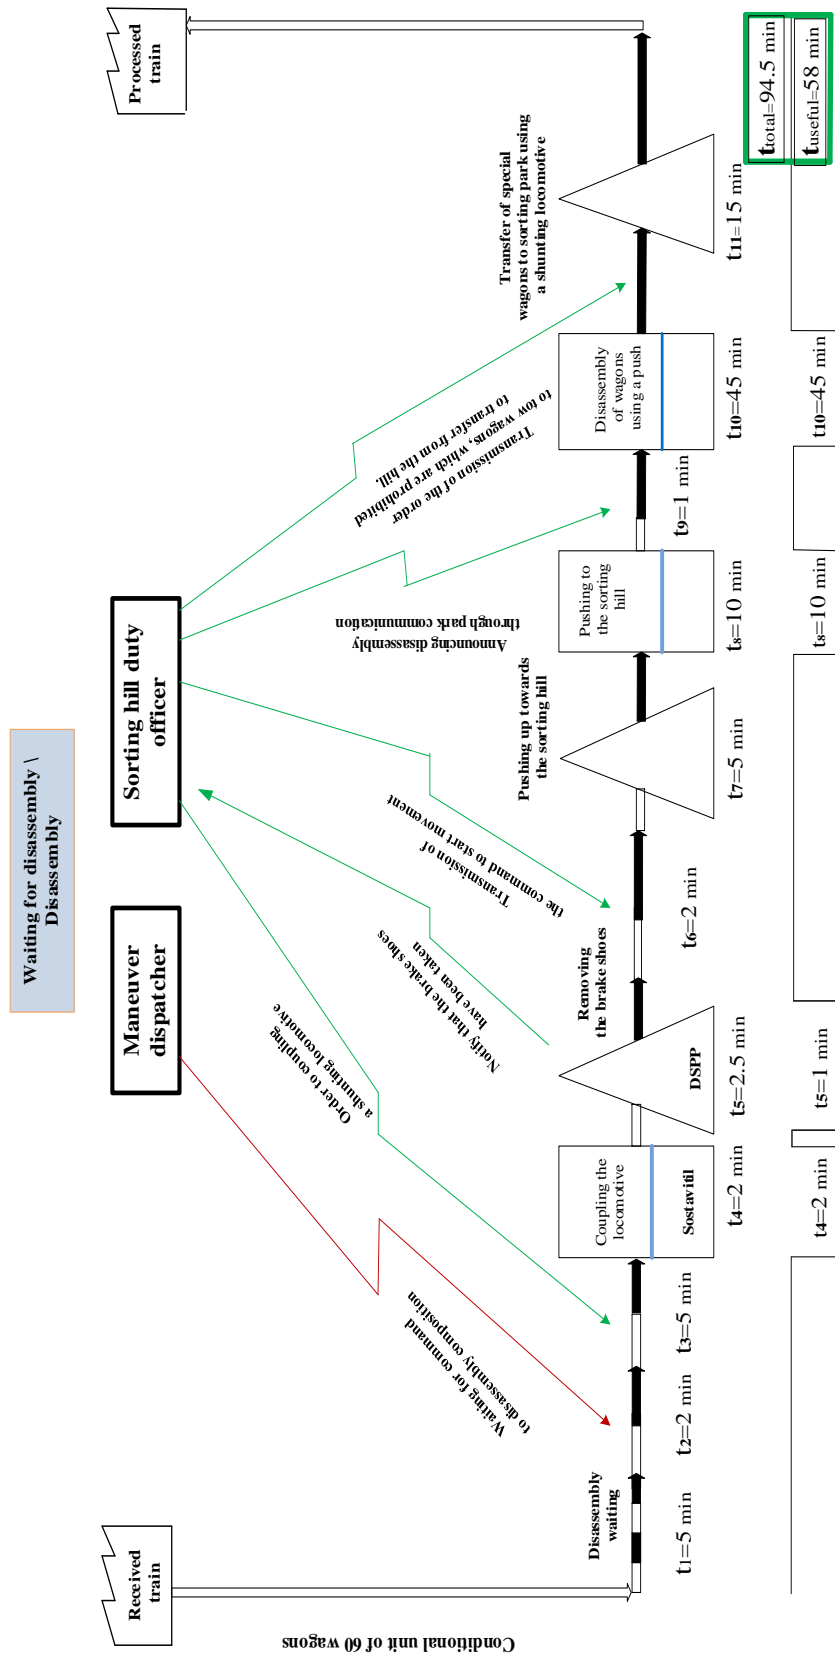 Waiting for disassembly \
Disassembly
Maneuver
dispatcher
Sorting hill duty
officer
Received
train
Processed
train
Conditional unit of 60 wagons
Waiting for command
to disassembly composition
Order to coupling
a shunting locomotive
Notify that the brake shoes
have been taken
Transmission of
the command to start movement
Announcing disassembly
through park communication
Transmission of the order
to tow wagons, which are prohibited
to transfer from the hill.
Disassembly
waiting
Coupling the
locomotive
Sostavitil
DSPP
Removing
the brake shoes
Pushing up towards
the sorting hill
Pushing to
the sorting
hill
Disassembly
of wagons
using a push
Transfer of special
wagons to sorting park using
a shunting locomotive
t1=5 min
t2=2 min
t3=5 min
t4=2 min
t5=2.5 min
t6=2 min
t7=5 min
t8=10 min
t9=1 min
t10=45 min
t11=15 min
ttotal=94.5 min
t4=2 min
t5=1 min
t8=10 min
t10=45 min
tuseful=58 min